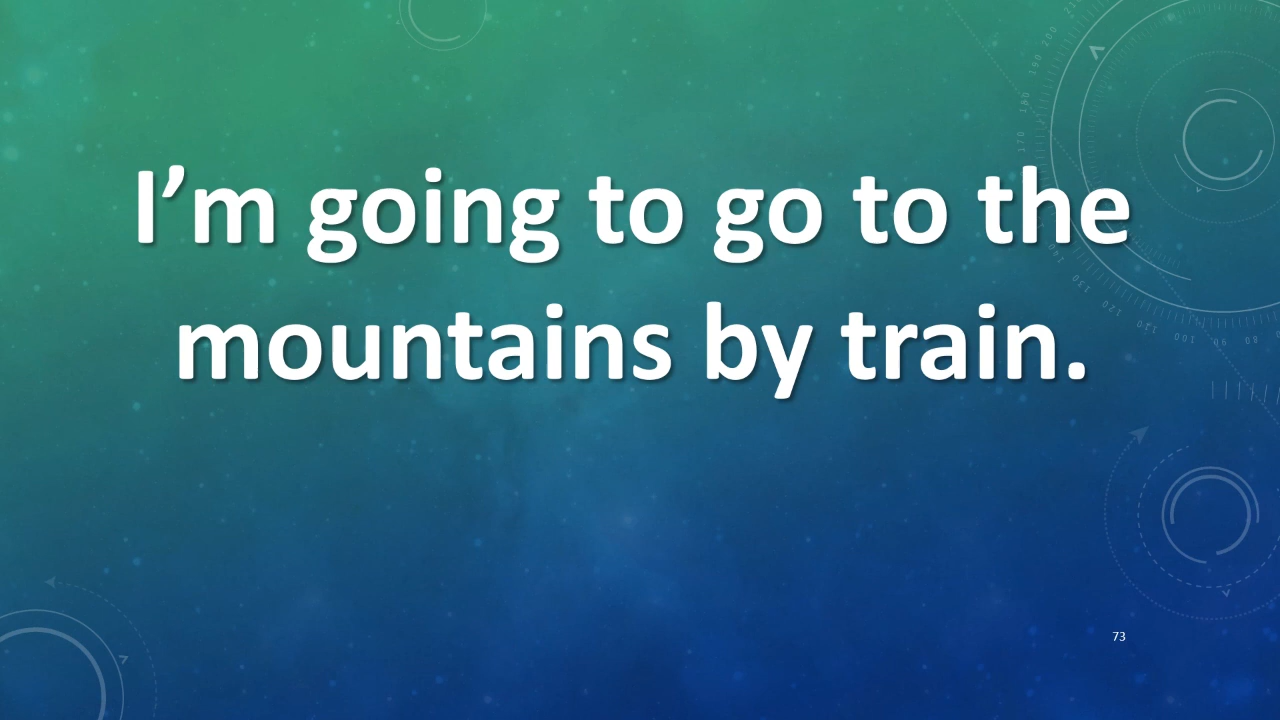 I’m going to go to the
mountains by train.
73